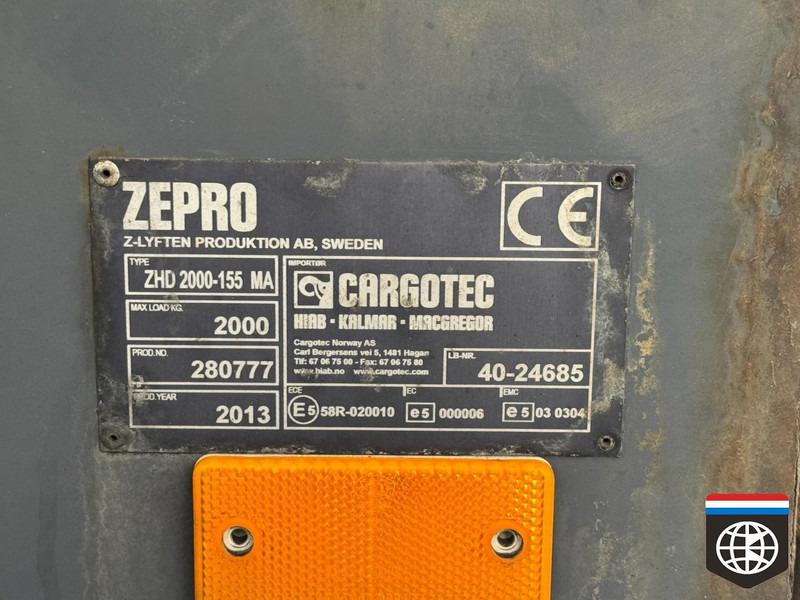 ZEPRO
Z-LYFTEN PRODUKTION AB, SWEDEN
CE
TYPE
ZHD 2000-155 MA
MAX LOAD KG.
2000
PROD.NO.
280777
PROD.YEAR
2013
IMPORTØR
CARGOTEC
HIAB - KALMAR - MACGREGOR
Cargotec Norway AS
Carl Bergersens vei 5, 1481 Hagan
Tlf: 67 06 75 00 - Fax: 67 06 75 80
www.hiab.no www.cargotec.com
LB-NR.
40-24685
ECE
E5 58R-020010
EC
e5 000006
EMC
e5 03 0304